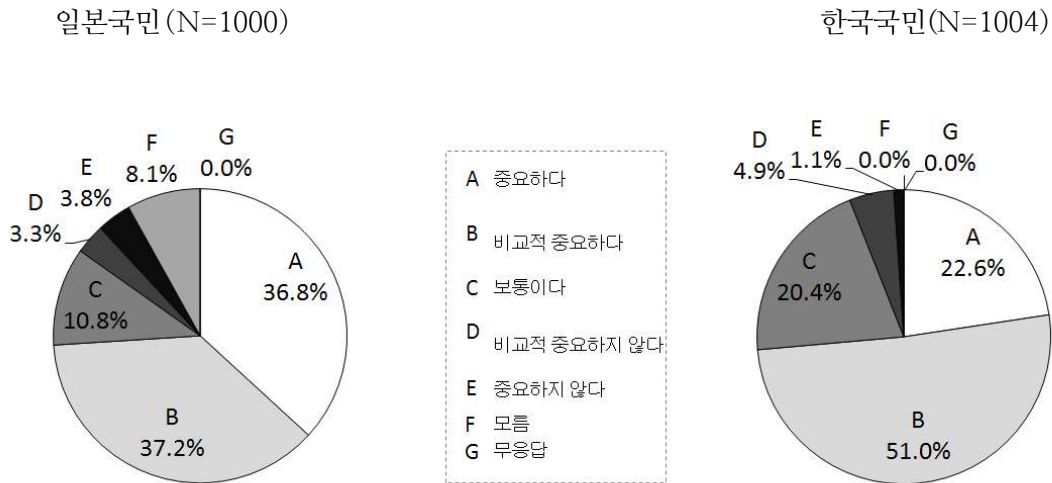 일본국민(N=1000)
한국국민(N=1004)
G
0.0%
F
8.1%
E
3.8%
D
3.3%
C
10.8%
A
36.8%
B
37.2%
A 중요하다
B 비교적 중요하다
C 보통이다
D 비교적 중요하지 않다
E 중요하지 않다
F 모름
G 무응답
D
4.9%
E
1.1%
F
0.0%
G
0.0%
A
22.6%
C
20.4%
B
51.0%